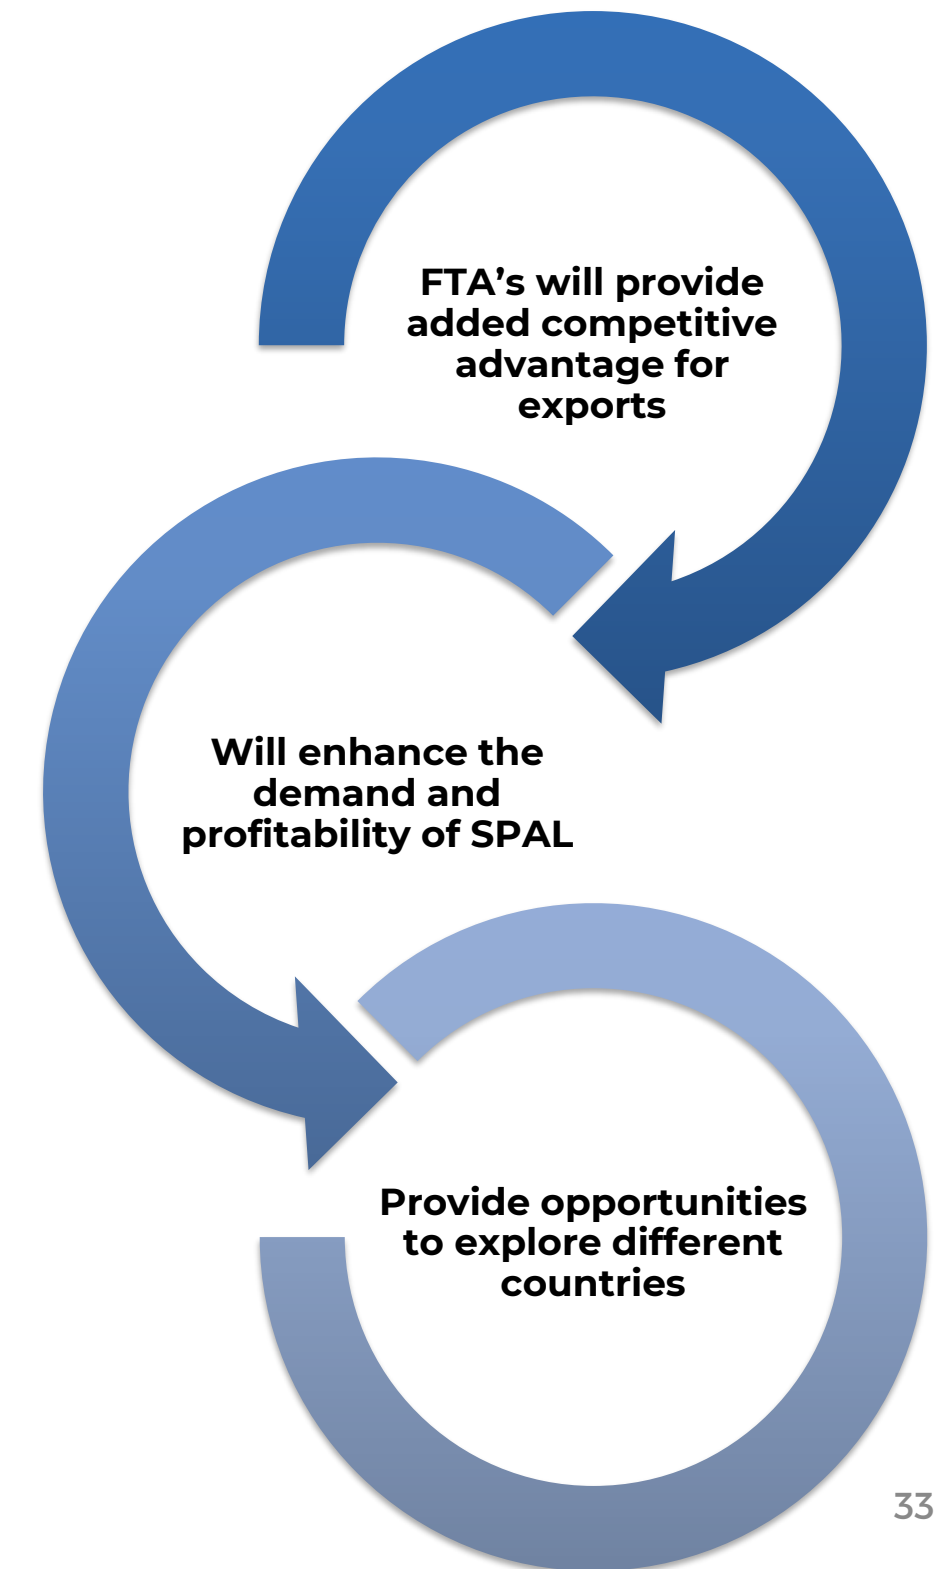 FTA’s will provide
added competitive
advantage for
exports
Will enhance the
demand and
profitability of SPAL
Provide opportunities
to explore different
countries
33